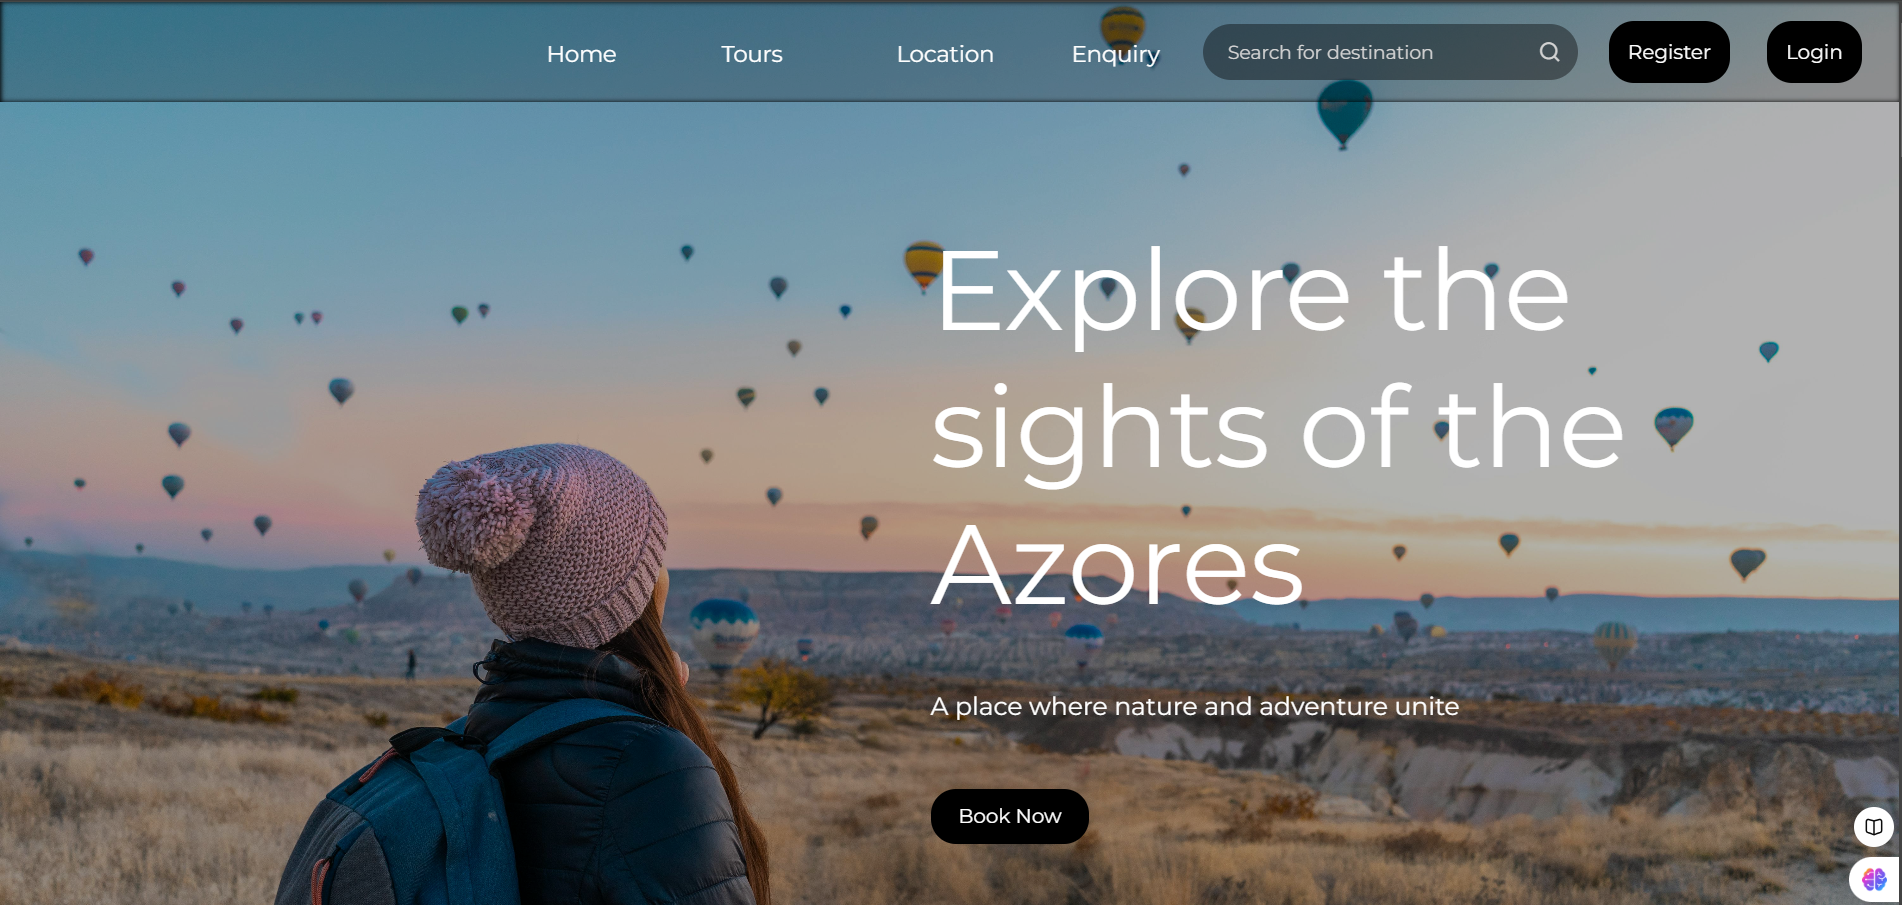 Home Tours Location Enquiry Search for destination Register Login
Explore the
sights of the
Azores
A place where nature and adventure unite
Book Now